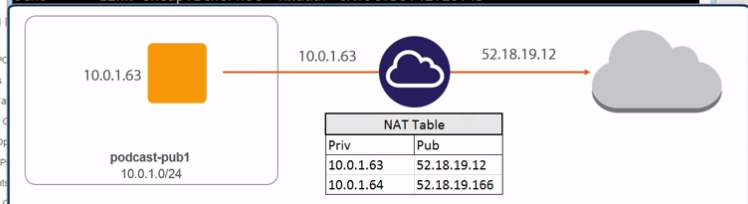 10.0.1.63
10.0.1.63
52.18.19.12
podcast-pub1
10.0.1.0/24
NAT Table
Priv Pub
10.0.1.63 52.18.19.12
10.0.1.64 52.18.19.166